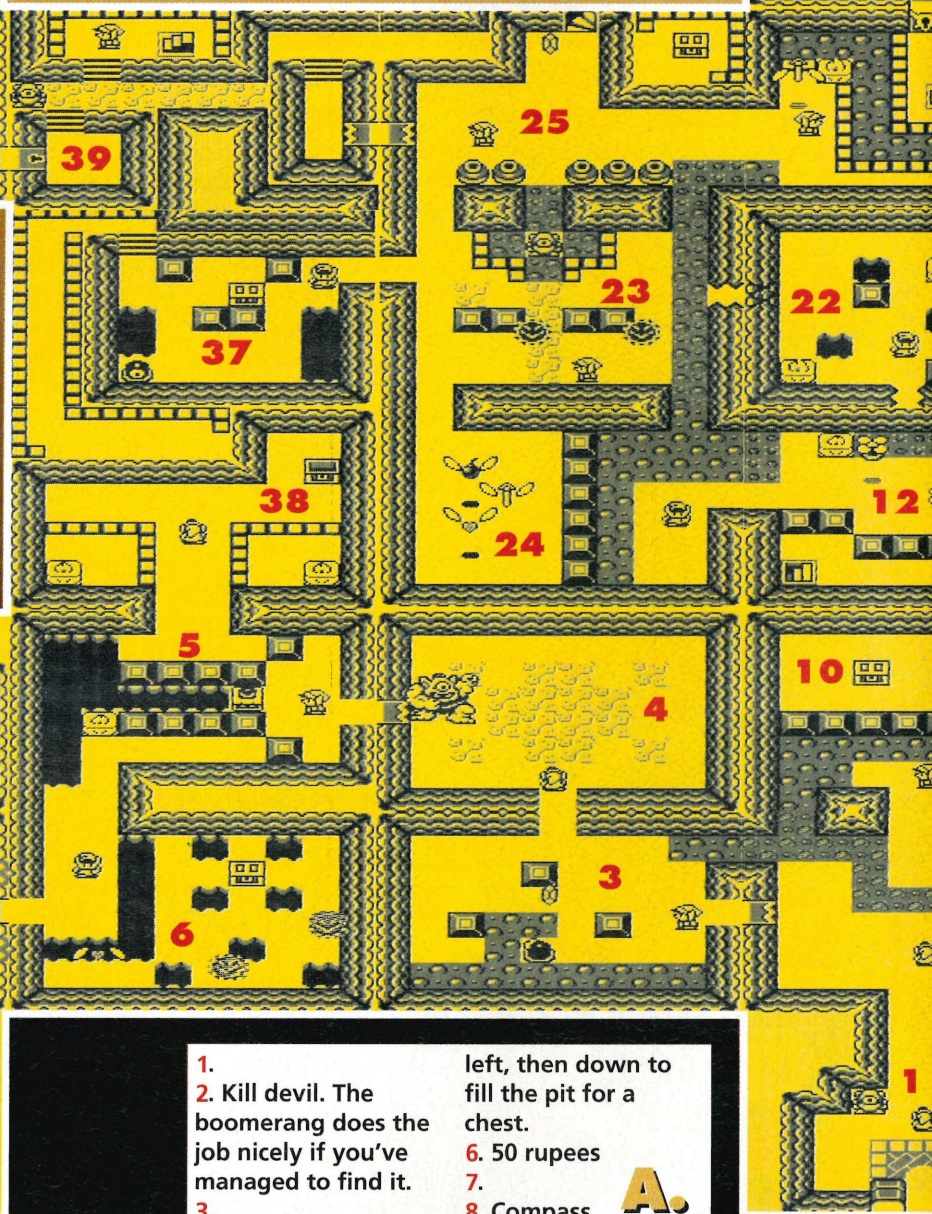 39
25
23
22
37
38
24
12
5
4
10
3
6
1
1.
2. Kill devil. The
boomerang does the
job nicely if you've
managed to find it.
3.
left, then down to
fill the pit for a
chest.
6. 50 rupees
7.
8. Compass
A.